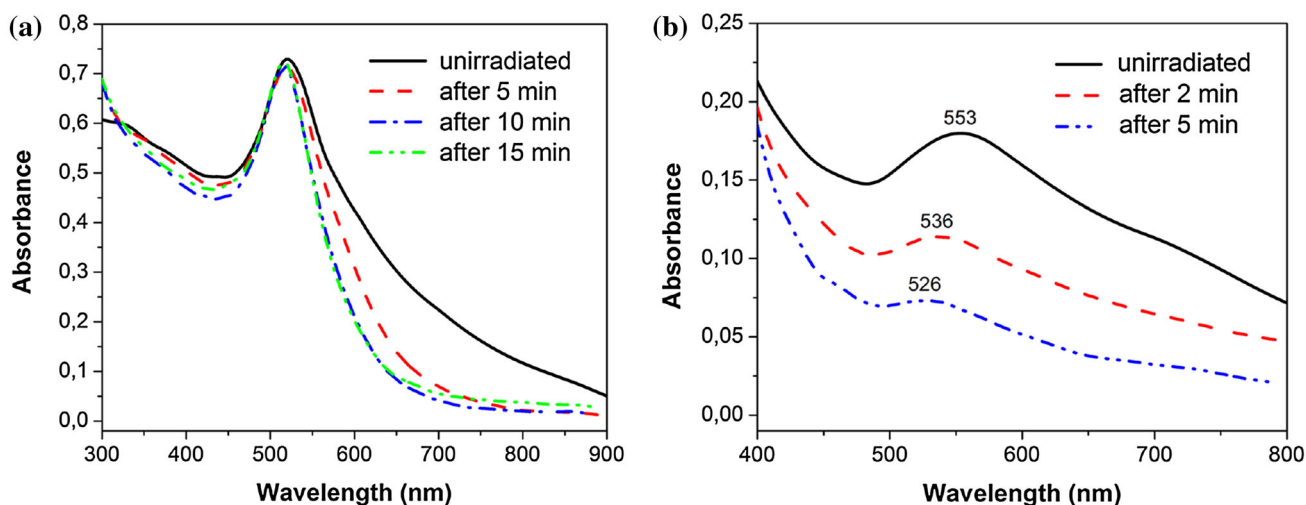 (a)
0,8
0,7
0,6
0,5
0,4
0,3
0,2
0,1
0,0
Absorbance
unirradiated
after 5 min
after 10 min
after 15 min
300 400 500 600 700 800 900
Wavelength (nm)
(b)
0,25
0,20
0,15
0,10
0,05
0,00
Absorbance
unirradiated
after 2 min
after 5 min
553
536
526
400 500 600 700 800
Wavelength (nm)